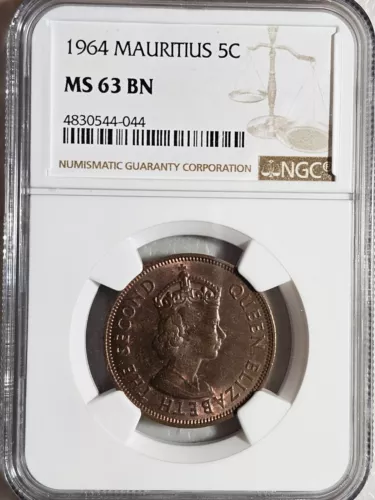 1964 MAURITIUS 5C
MS 63 BN
4830544-044
NUMISMATIC GUARANTY CORPORATION
NGC
QUEEN ELIZABETH THE SECOND